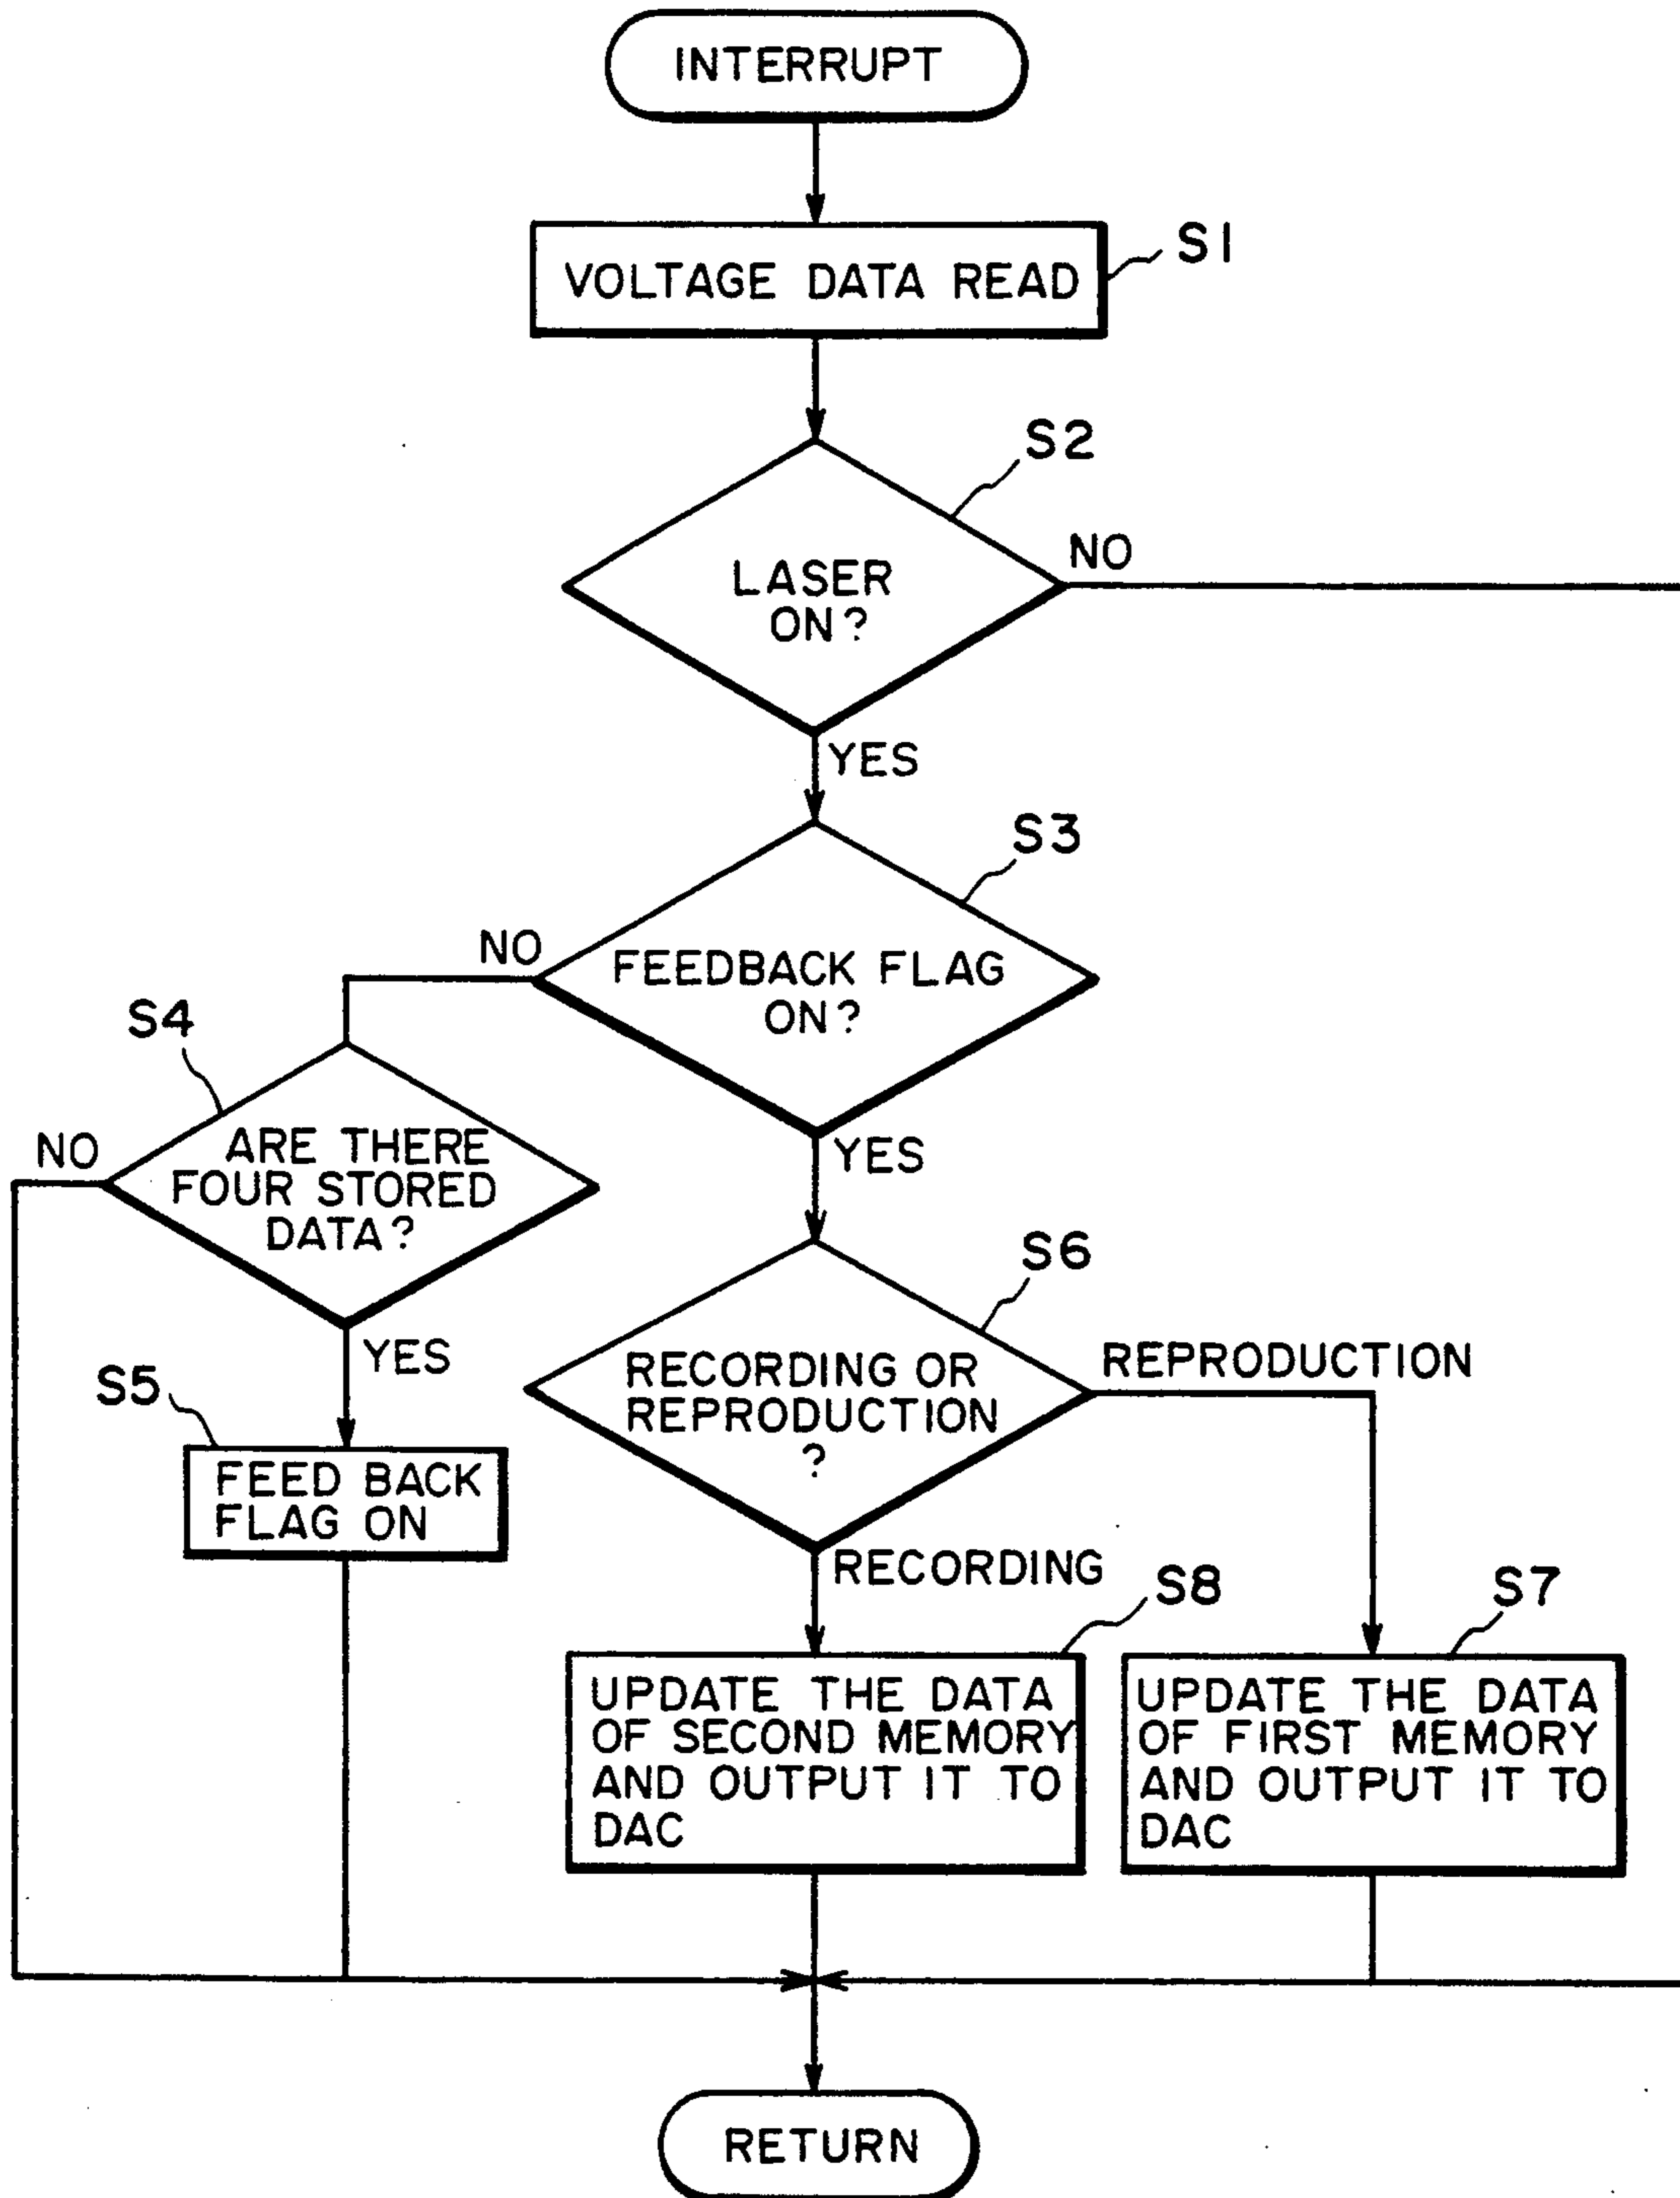 INTERRUPT
VOLTAGE DATA READ
S1
S2
LASER
ON?
NO
YES
S3
FEEDBACK FLAG
ON?
NO
S4
ARE THERE
FOUR STORED
DATA?
NO
YES
S5
FEED BACK
FLAG ON
YES
S6
RECORDING OR
REPRODUCTION
?
REPRODUCTION
RECORDING
S8
UPDATE THE DATA
OF SECOND MEMORY
AND OUTPUT IT TO
DAC
S7
UPDATE THE DATA
OF FIRST MEMORY
AND OUTPUT IT TO
DAC
RETURN